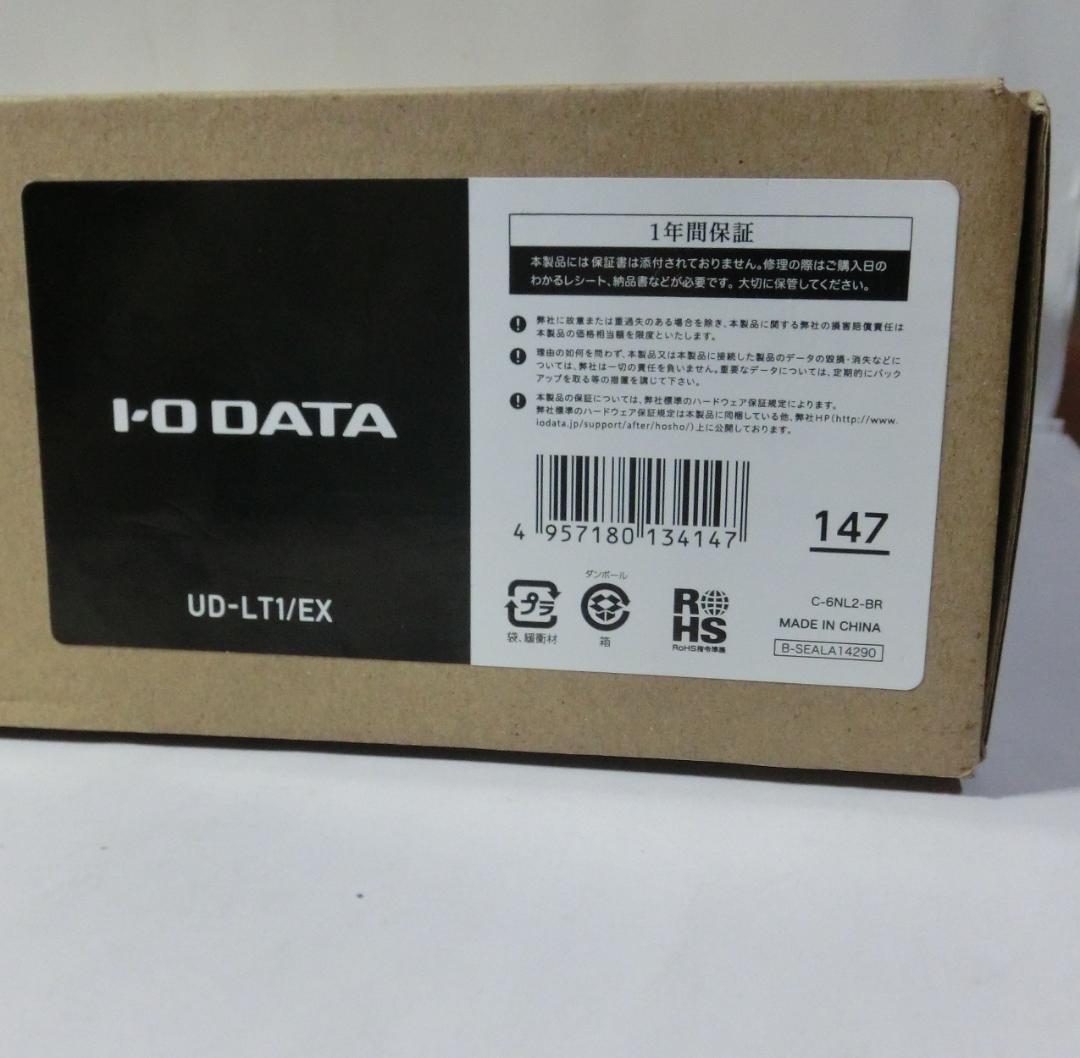 I-O DATA
UD-LT1/EX
1年間保証
本製品には保証書は添付されておりません。修理の際はご購入日の
わかるレシート、納品書などが必要です。大切に保管してください。
弊社に故意または重過失のある場合を除き、本製品に関する弊社の損害賠償責任は
本製品の価格相当額を限度といたします。
理由の如何を問わず、本製品又は本製品に接続した製品のデータの毀損・消失などに
ついては、弊社は一切の責任を負いません。重要なデータについては、定期的にバック
アップを取る等の措置を講じて下さい。
本製品の保証については、弊社標準のハードウェア保証規定によります。
弊社標準のハードウェア保証規定は本製品に同梱している他、弊社HP(http://www.
iodata.jp/support/after/hosho/)上に公開しております。
4 957180 134147
147
プラ
袋、緩衝材
ダンボール
箱
RoHS
RoHS指令準拠
C-6NL2-BR
MADE IN CHINA
B-SEALA14290